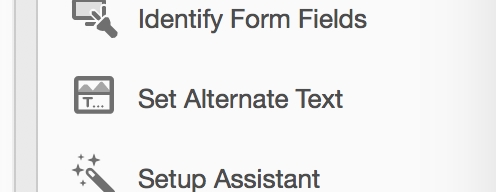 Identify Form Fields
T...
Set Alternate Text
Setup Assistant